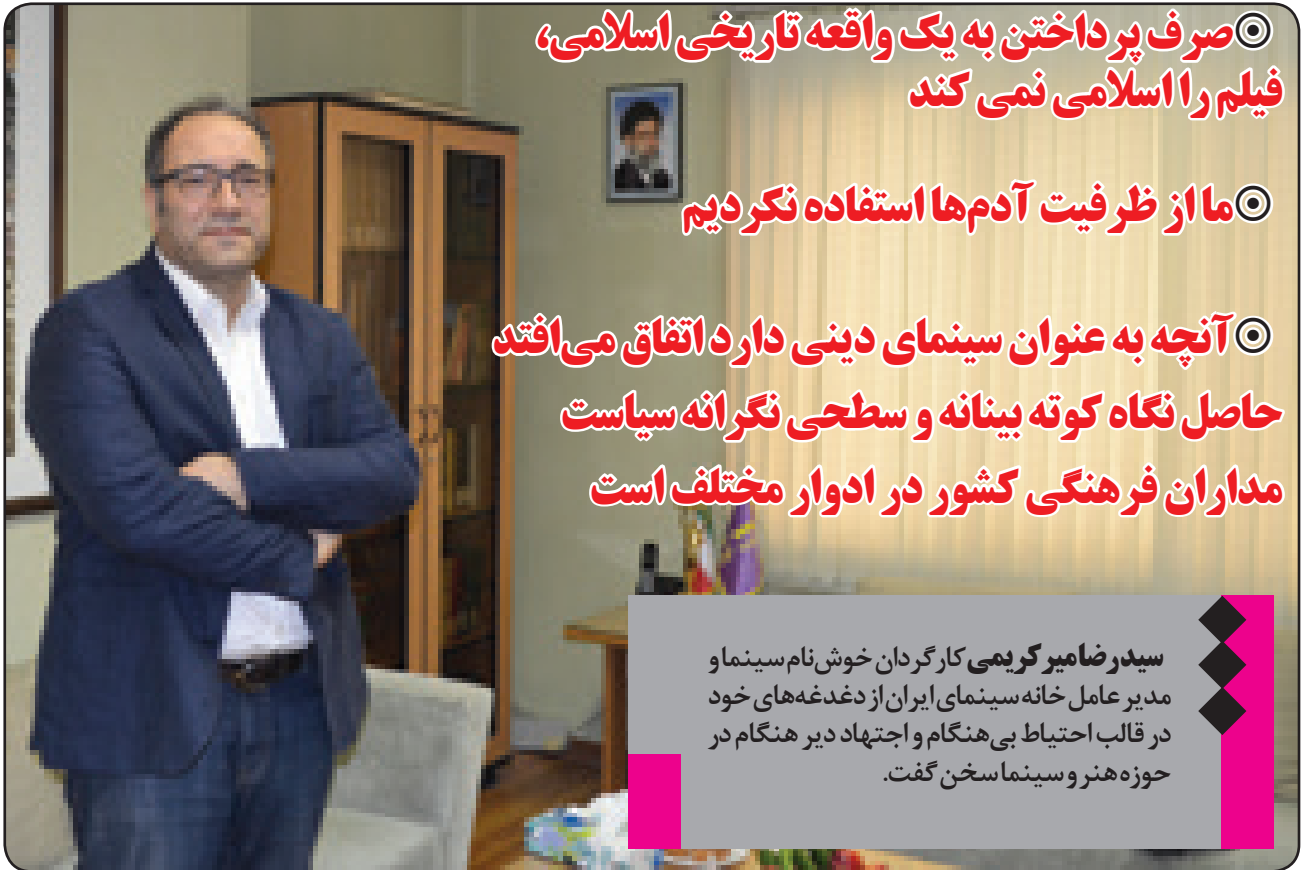 صرف پرداختن به یک واقعه تاریخی اسلامی،
فیلم را اسلامی نمی کند
ما از ظرفیت آدم‌ها استفاده نکردیم
آنچه به عنوان سینمای دینی دارد اتفاق می‌افتد
حاصل نگاه کوته بینانه و سطحی نگرانه سیاست
مداران فرهنگی کشور در ادوار مختلف است
سیدرضا میرکریمی کارگردان خوش‌نام سینما و
مدیر عامل خانه سینمای ایران از دغدغه‌های خود
در قالب احتیاط بی‌هنگام و اجتهاد دیر هنگام در
حوزه هنر و سینما سخن گفت.